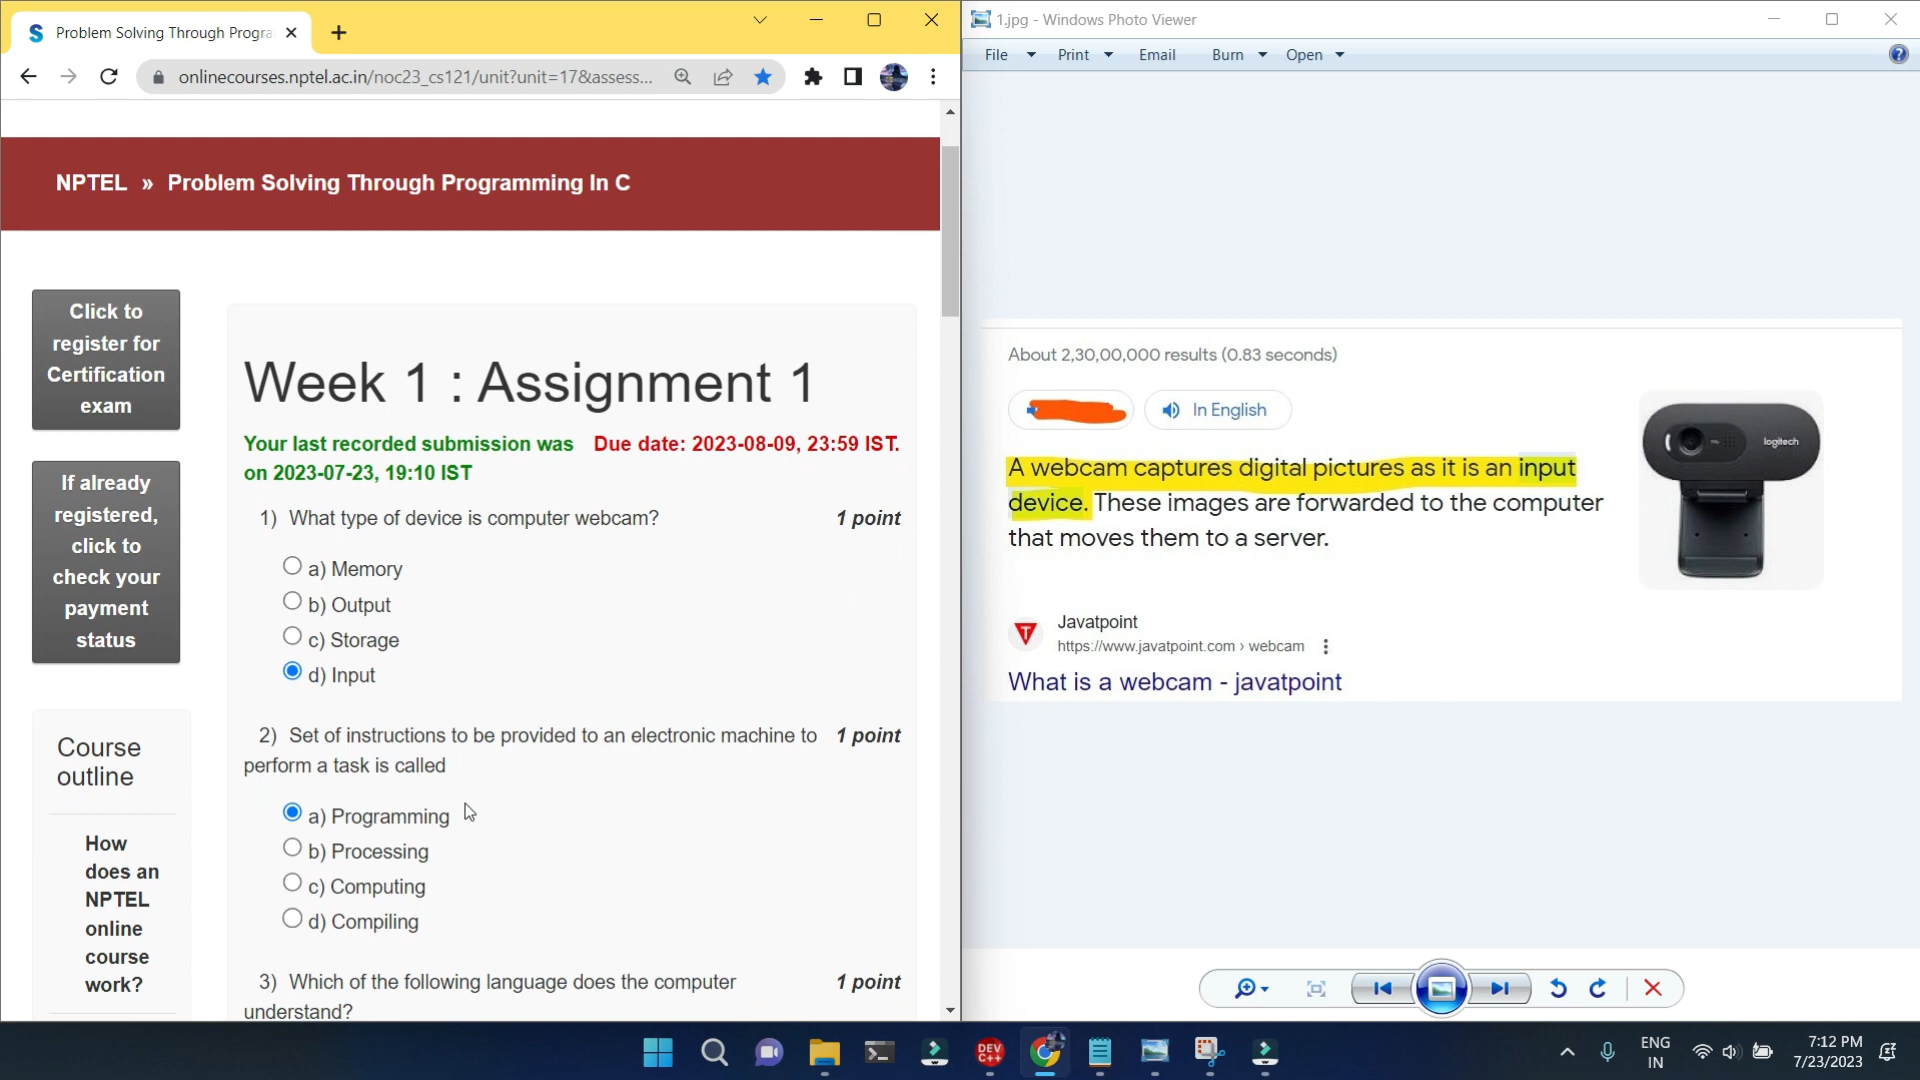 Problem Solving Through Progra
1.jpg - Windows Photo Viewer
File
Print
Email
Burn
Open
onlinecourses.nptel.ac.in/noc23_cs121/unit?unit=17&assess...
NPTEL » Problem Solving Through Programming In C
Click to
register for
Certification
exam
If already
registered,
click to
check your
payment
status
Course
outline
How
does an
NPTEL
online
course
work?
Week 1 : Assignment 1
Your last recorded submission was
on 2023-07-23, 19:10 IST
Due date: 2023-08-09, 23:59 IST.
1) What type of device is computer webcam?
1 point
a) Memory
b) Output
c) Storage
d) Input
2) Set of instructions to be provided to an electronic machine to
perform a task is called
1 point
a) Programming
b) Processing
c) Computing
d) Compiling
3) Which of the following language does the computer
understand?
1 point
About 2,30,00,000 results (0.83 seconds)
In English
A webcam captures digital pictures as it is an input
device. These images are forwarded to the computer
that moves them to a server.
logitech
Javatpoint
https://www.javatpoint.com › webcam
What is a webcam - javatpoint
DEV
C++
ENG
IN
7:12 PM
7/23/2023